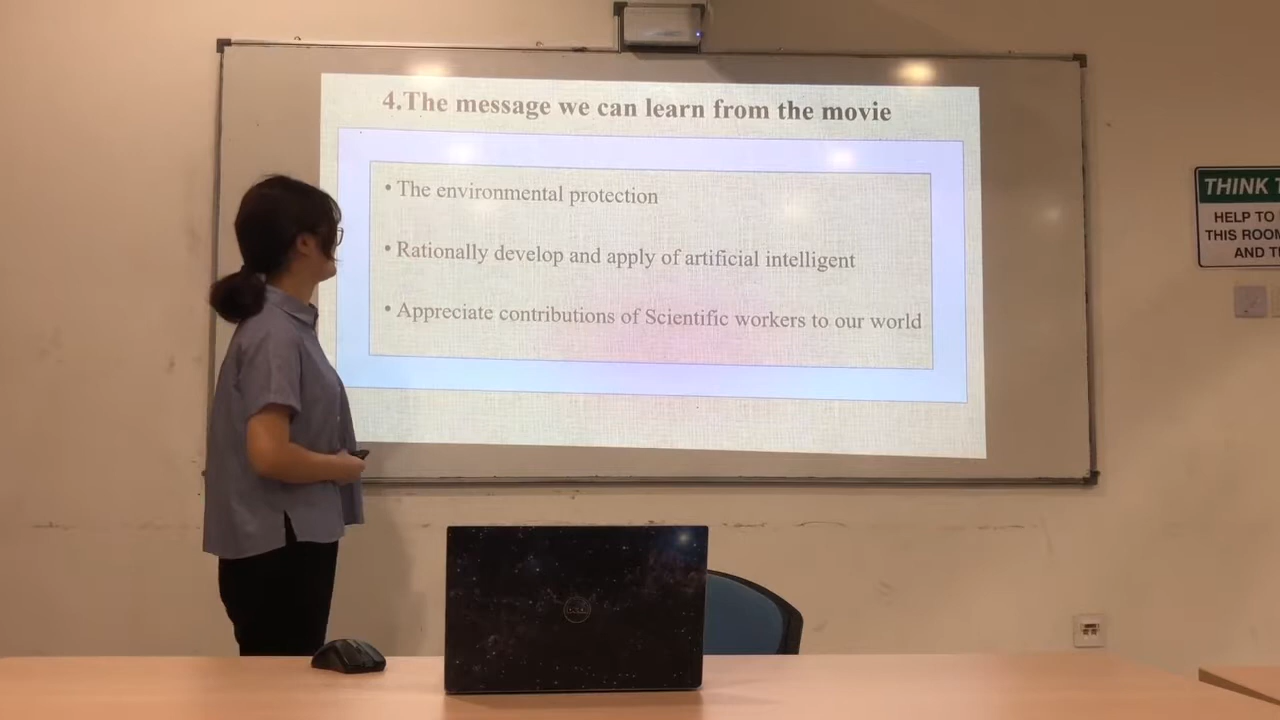 4.The message we can learn from the movie
• The environmental protection
• Rationally develop and apply of artificial intelligent
• Appreciate contributions of Scientific workers to our world
THINK
HELP TO
THIS ROOM
AND
DELL